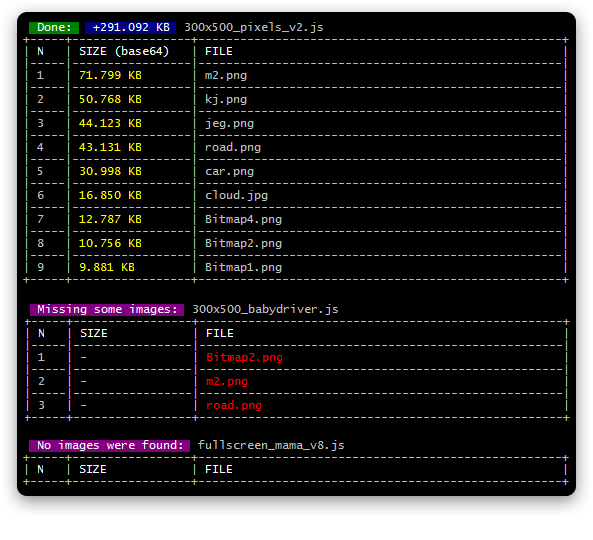 Done: +291.092 KB 300x500_pixels_v2.js
N SIZE (base64) FILE
1 71.799 KB m2.png
2 50.768 KB kj.png
3 44.123 KB jeg.png
4 43.131 KB road.png
5 30.998 KB car.png
6 16.850 KB cloud.jpg
7 12.787 KB Bitmap4.png
8 10.756 KB Bitmap2.png
9 9.881 KB Bitmap1.png
Missing some images: 300x500_babydriver.js
N SIZE FILE
1 - Bitmap2.png
2 - m2.png
3 - road.png
No images were found: fullscreen_mama_v8.js
N SIZE FILE